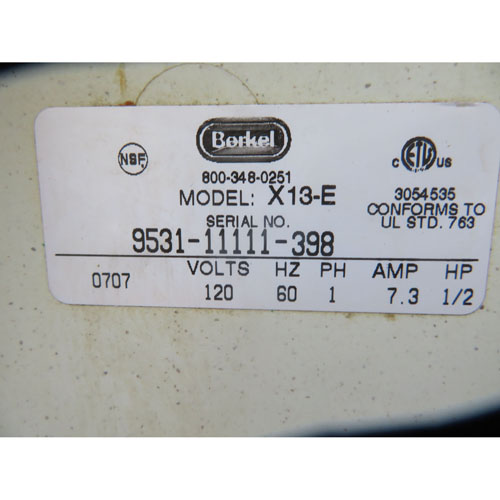 Berkel
NSF
C ETL US
800-348-0251
MODEL: X13-E
3054535
CONFORMS TO
UL STD. 763
SERIAL NO.
9531-11111-398
0707
VOLTS HZ PH AMP HP
120 60 1 7.3 1/2